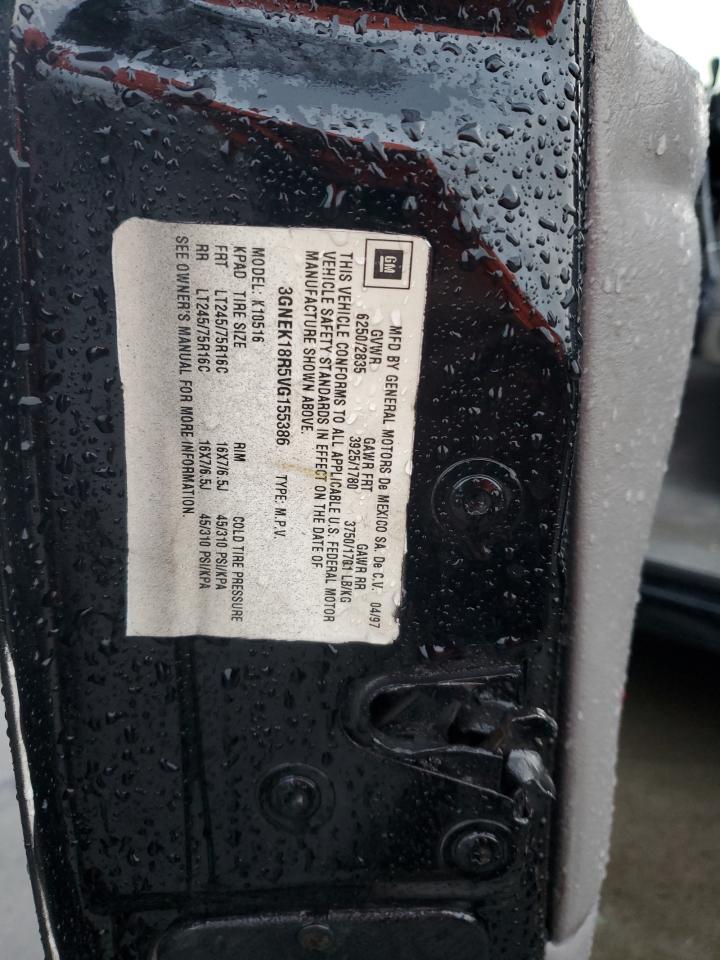 GM
MFD BY GENERAL MOTORS De MEXICO SA. De C.V. 04/97
GVWR GAWR FRT GAWR RR
6250/2835 3925/1780 3750/1701 LB/KG
THIS VEHICLE CONFORMS TO ALL APPLICABLE U.S. FEDERAL MOTOR
VEHICLE SAFETY STANDARDS IN EFFECT ON THE DATE OF
MANUFACTURE SHOWN ABOVE.
3GNEK18R5VG155386 TYPE: M.P.V.
MODEL: K10516
KPAD TIRE SIZE RIM COLD TIRE PRESSURE
FRT LT245/75R16C 16X7/6.5J 45/310 PSI/KPA
RR LT245/75R16C 16X7/6.5J 45/310 PSI/KPA
SEE OWNER'S MANUAL FOR MORE INFORMATION.